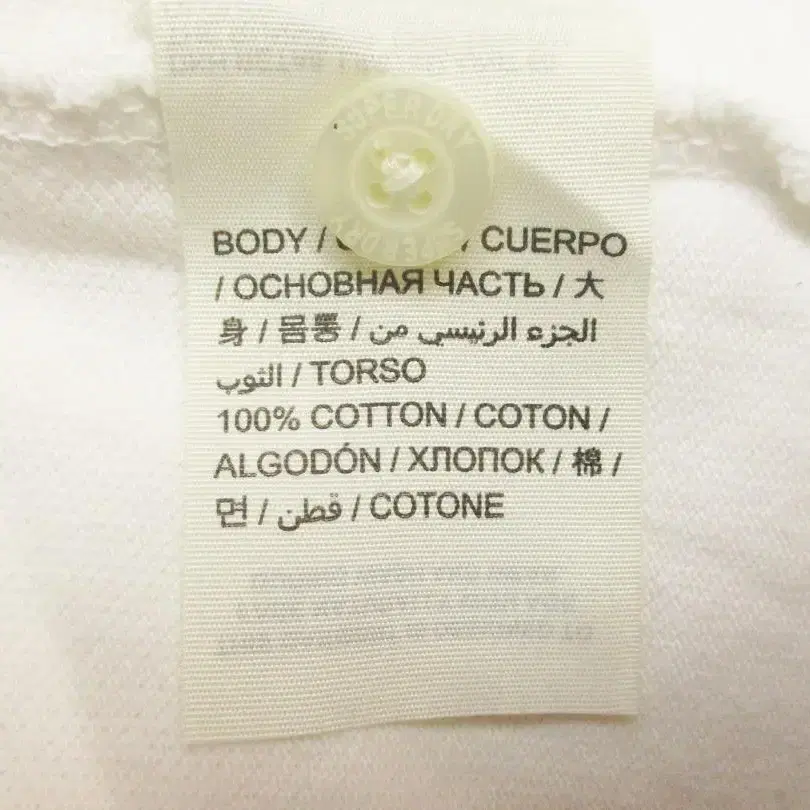 SUPERDRY
SUPERDRY
BODY / / CUERPO
/ ОСНОВНАЯ ЧАСТЬ / 大
身 / 몸통 / الجزء الرئيسي من
الثوب / TORSO
100% COTTON / COTON /
ALGODÓN / ХЛОПОК / 棉 /
면 / قطن / COTONE